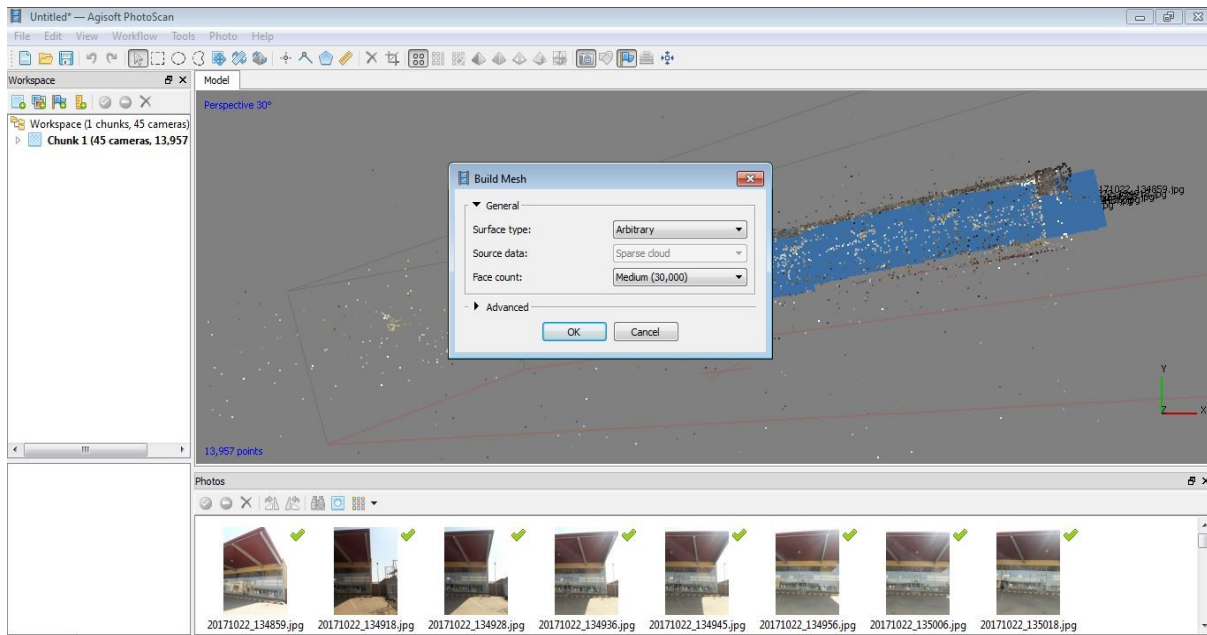 Untitled* — Agisoft PhotoScan
File Edit View Workflow Tools Photo Help
Workspace
Model
Workspace (1 chunks, 45 cameras)
Chunk 1 (45 cameras, 13,957
Perspective 30°
171022_134859.jpg
Build Mesh
General
Surface type: Arbitrary
Source data: Sparse cloud
Face count: Medium (30,000)
Advanced
OK Cancel
Y
Z X
13,957 points
Photos
20171022_134859.jpg 20171022_134918.jpg 20171022_134928.jpg 20171022_134936.jpg 20171022_134945.jpg 20171022_134956.jpg 20171022_135006.jpg 20171022_135018.jpg